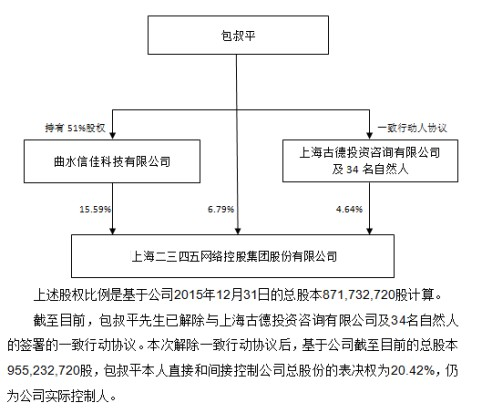 包叔平
持有 51%股权
一致行动人协议
曲水信佳科技有限公司
上海古德投资咨询有限公司
及 34 名自然人
15.59%
6.79%
4.64%
上海二三四五网络控股集团股份有限公司
上述股权比例是基于公司2015年12月31日的总股本871,732,720股计算。
截至目前，包叔平先生已解除与上海古德投资咨询有限公司及34名自然人
的签署的一致行动协议。本次解除一致行动协议后，基于公司截至目前的总股本
955,232,720股，包叔平本人直接和间接控制公司总股份的表决权为20.42%，仍
为公司实际控制人。